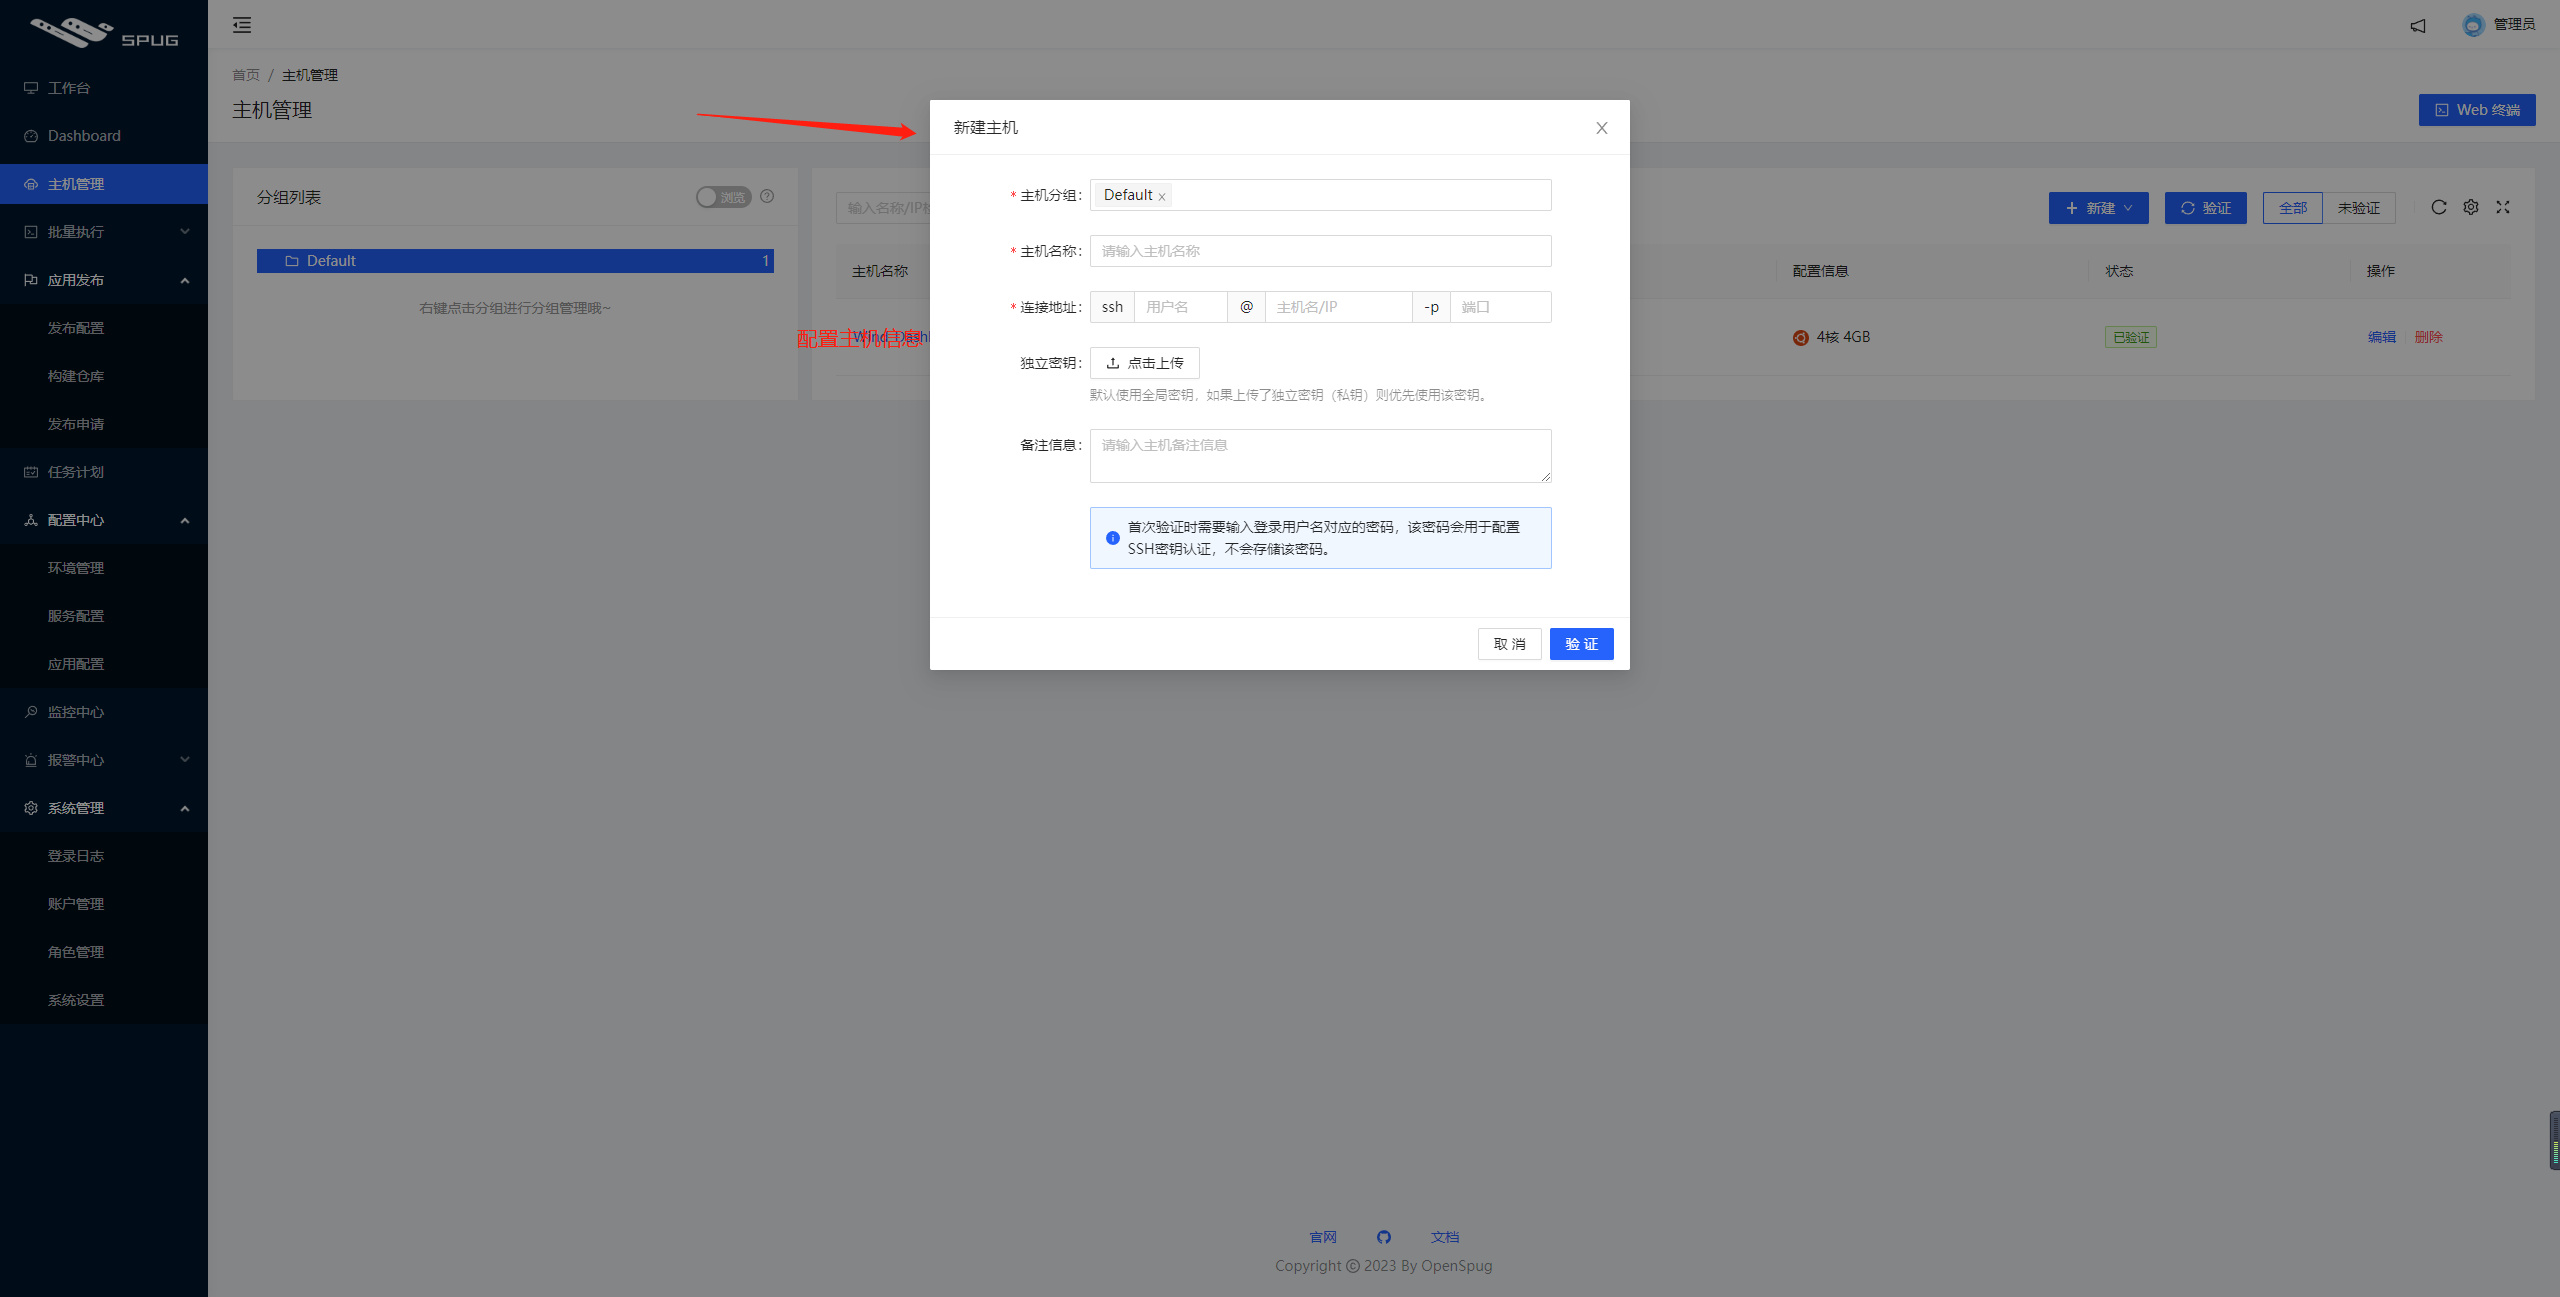 SPUG
工作台
Dashboard
主机管理
批量执行
应用发布
发布配置
构建仓库
发布申请
任务计划
配置中心
环境管理
服务配置
应用配置
监控中心
报警中心
系统管理
登录日志
账户管理
角色管理
系统设置
管理员
首页 / 主机管理
主机管理
Web 终端
分组列表
浏览
Default 1
右键点击分组进行分组管理哦~
输入名称/IP
新建
验证
全部
未验证
主机名称
配置信息
状态
操作
配置主机信息
4核 4GB
已验证
编辑
删除
新建主机
* 主机分组: Default x
* 主机名称: 请输入主机名称
* 连接地址: ssh 用户名 @ 主机名/IP -p 端口
独立密钥: 点击上传
默认使用全局密钥，如果上传了独立密钥（私钥）则优先使用该密钥。
备注信息: 请输入主机备注信息
首次验证时需要输入登录用户名对应的密码，该密码会用于配置
SSH密钥认证，不会存储该密码。
取 消
验 证
官网
文档
Copyright © 2023 By OpenSpug